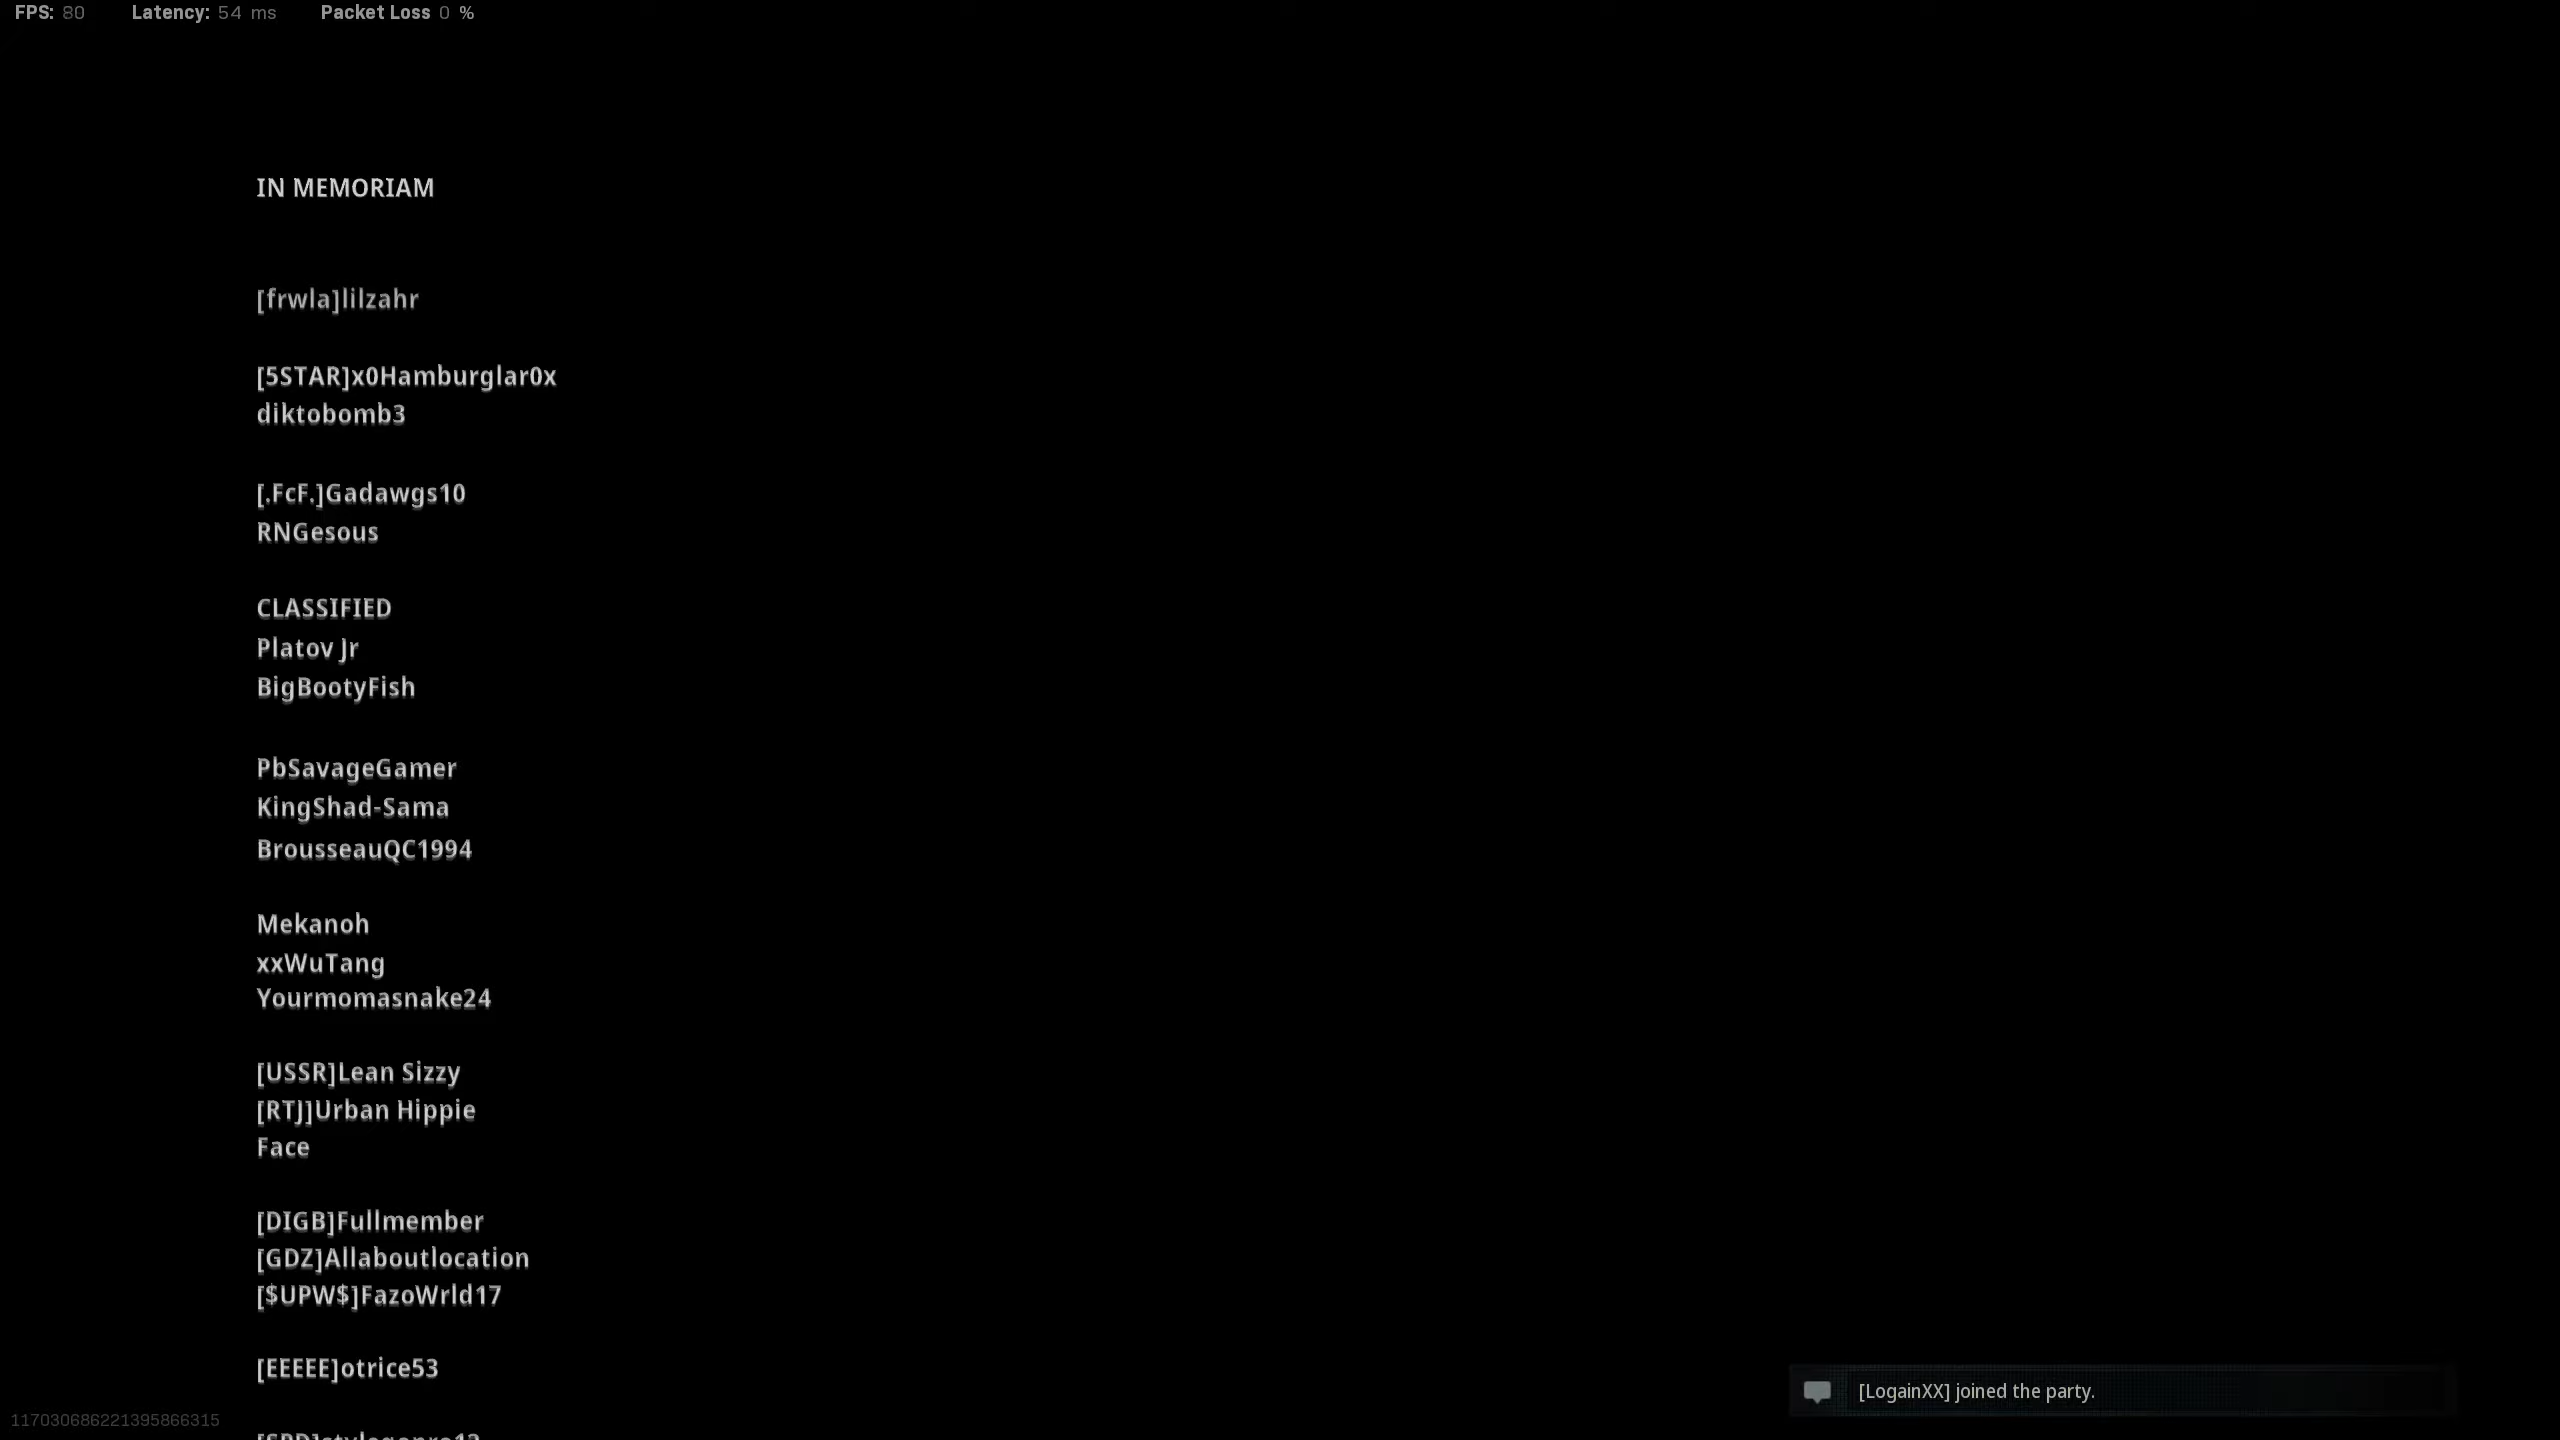 FPS: 80 Latency: 54 ms Packet Loss 0 %
IN MEMORIAM
[frwla]lilzahr
[5STAR]x0Hamburglar0x
diktobomb3
[.FcF.]Gadawgs10
RNGesous
CLASSIFIED
Platov Jr
BigBootyFish
PbSavageGamer
KingShad-Sama
BrousseauQC1994
Mekanoh
xxWuTang
Yourmomasnake24
[USSR]Lean Sizzy
[RTJ]Urban Hippie
Face
[DIGB]Fullmember
[GDZ]Allaboutlocation
[$UPW$]FazoWrld17
[EEEEE]otrice53
[LogainXX] joined the party.
117030686221395866315